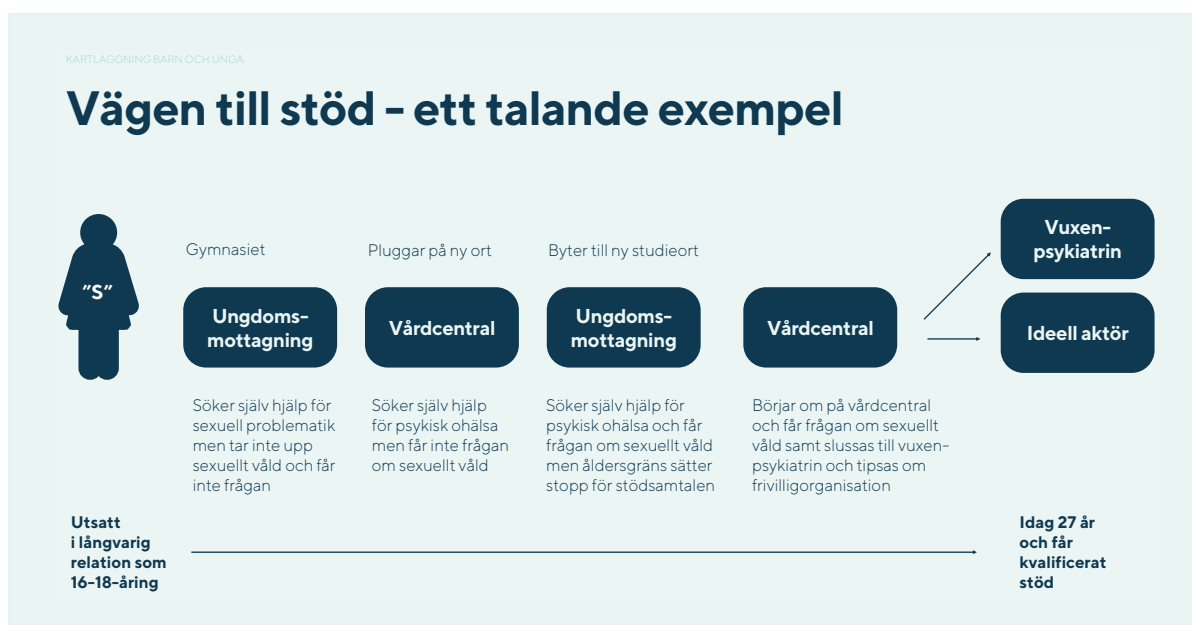 KARTLÄGGNING BARN OCH UNGA
Vägen till stöd – ett talande exempel
”S”
Gymnasiet
Ungdoms-
mottagning
Söker själv hjälp för
sexuell problematik
men tar inte upp
sexuellt våld och får
inte frågan
Pluggar på ny ort
Vårdcentral
Söker själv hjälp
för psykisk ohälsa
men får inte frågan
om sexuellt våld
Byter till ny studieort
Ungdoms-
mottagning
Söker själv hjälp för
psykisk ohälsa och får
frågan om sexuellt våld
men åldersgräns sätter
stopp för stödsamtalen
Vårdcentral
Börjar om på vårdcentral
och får frågan om sexuellt
våld samt slussas till vuxen-
psykiatrin och tipsas om
frivilligorganisation
Vuxen-
psykiatrin
Ideell aktör
Utsatt
i långvarig
relation som
16-18-åring
Idag 27 år
och får
kvalificerat
stöd